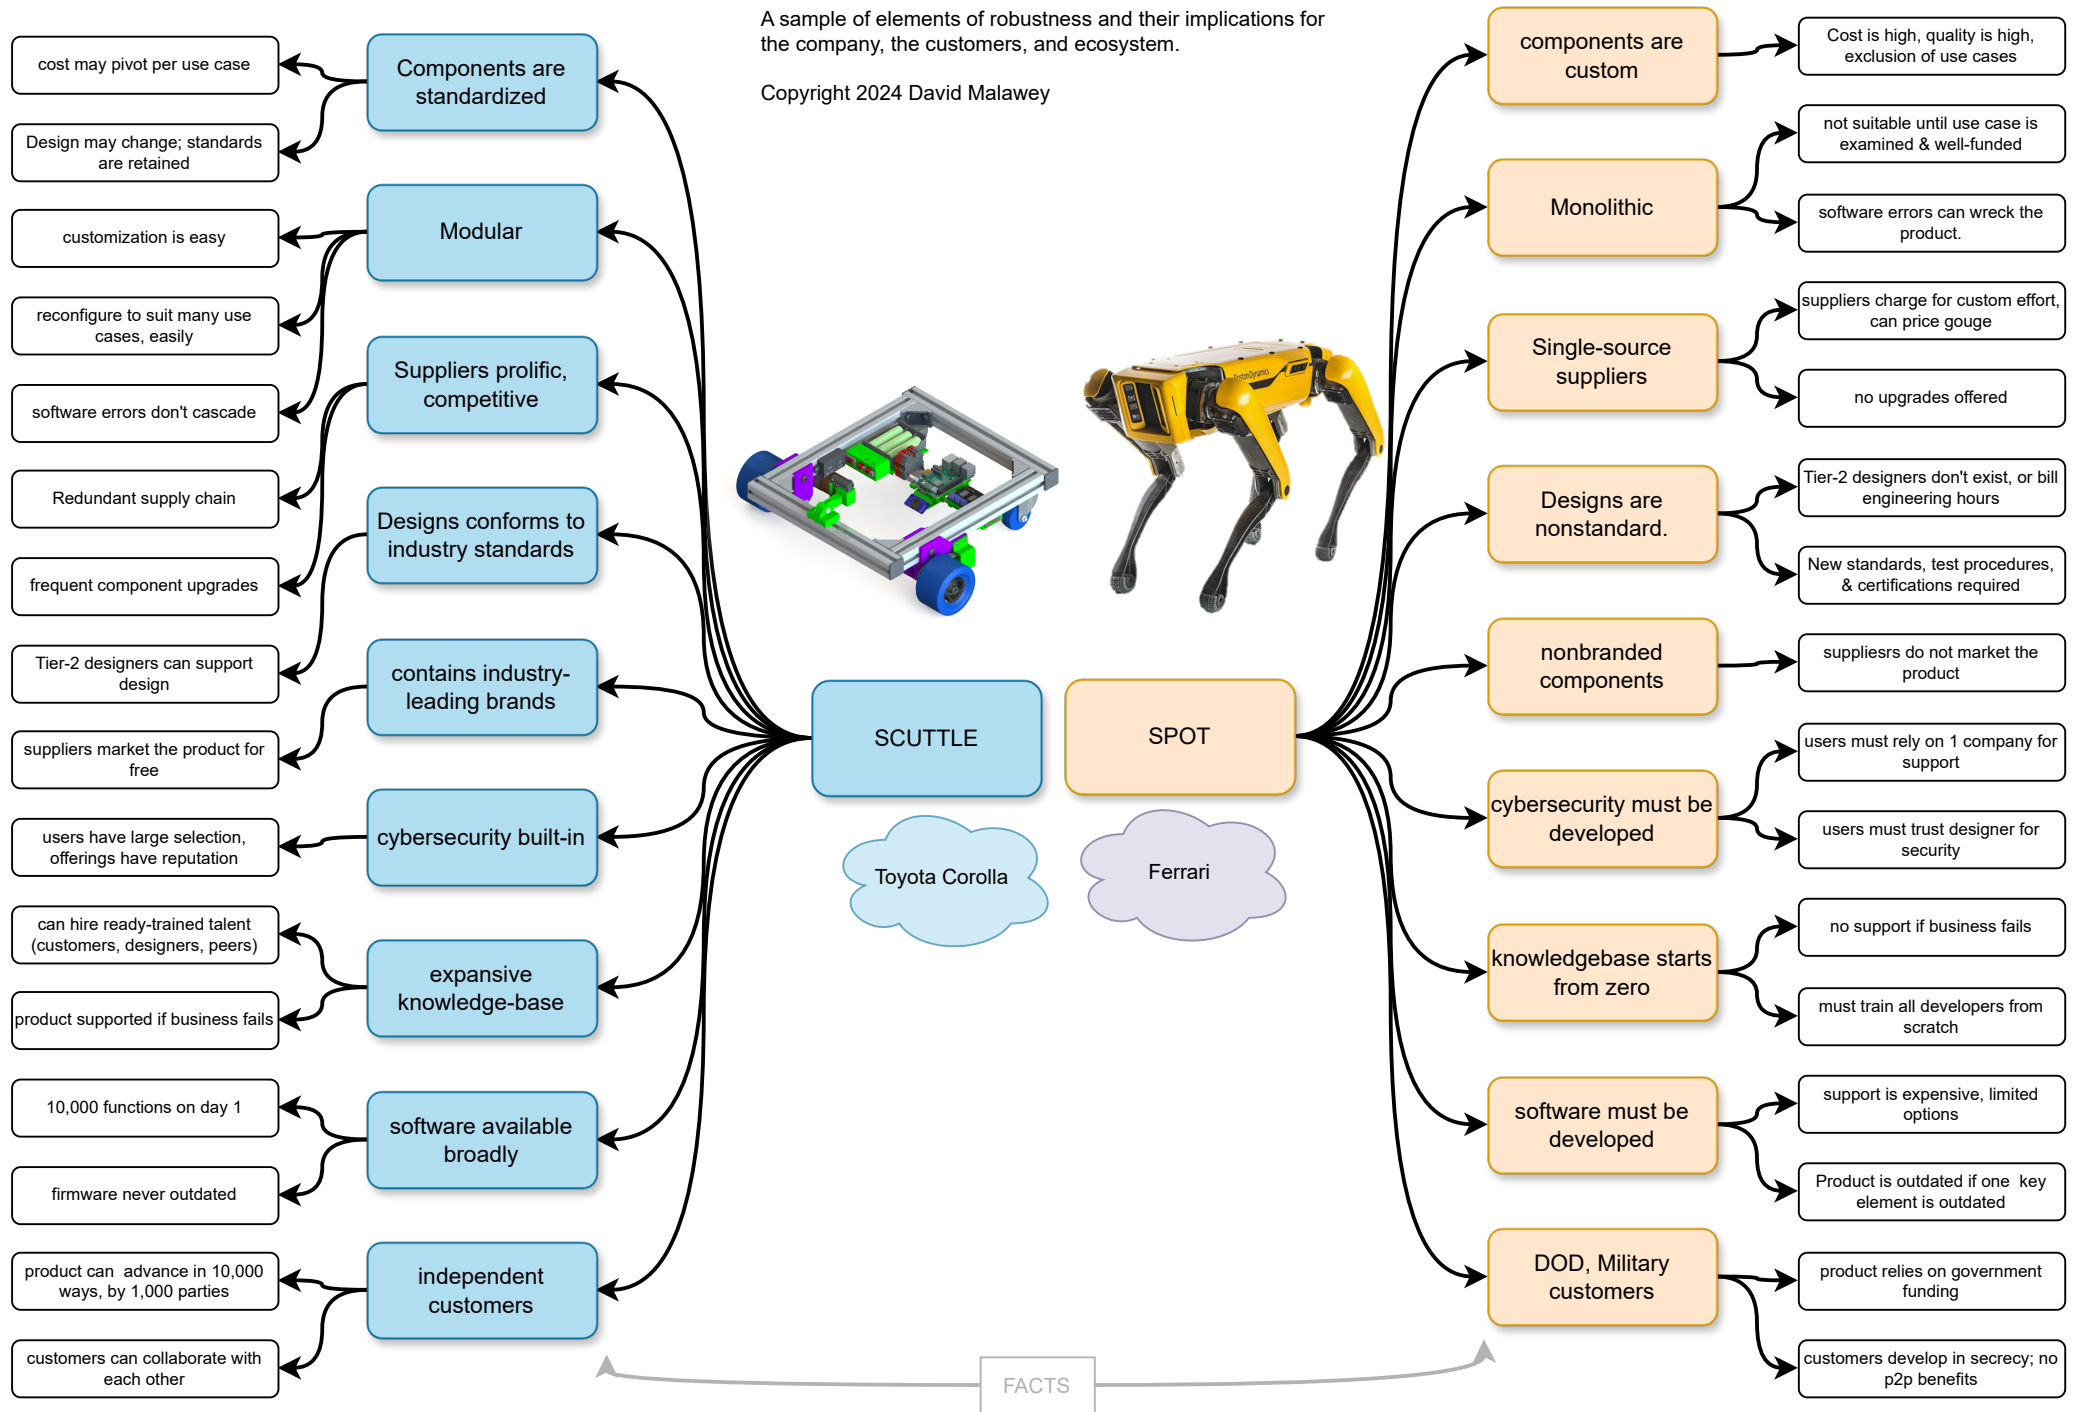 A sample of elements of robustness and their implications for
the company, the customers, and ecosystem.
Copyright 2024 David Malawey
cost may pivot per use case
Design may change; standards
are retained
customization is easy
reconfigure to suit many use
cases, easily
software errors don't cascade
Redundant supply chain
frequent component upgrades
Tier-2 designers can support
design
suppliers market the product for
free
users have large selection,
offerings have reputation
can hire ready-trained talent
(customers, designers, peers)
product supported if business fails
10,000 functions on day 1
firmware never outdated
product can  advance in 10,000
ways, by 1,000 parties
customers can collaborate with
each other
Components are
standardized
Modular
Suppliers prolific,
competitive
Designs conforms to
industry standards
contains industry-
leading brands
cybersecurity built-in
expansive
knowledge-base
software available
broadly
independent
customers
BostonDynamics
SCUTTLE
SPOT
Toyota Corolla
Ferrari
FACTS
components are
custom
Monolithic
Single-source
suppliers
Designs are
nonstandard.
nonbranded
components
cybersecurity must be
developed
knowledgebase starts
from zero
software must be
developed
DOD, Military
customers
Cost is high, quality is high,
exclusion of use cases
not suitable until use case is
examined & well-funded
software errors can wreck the
product.
suppliers charge for custom effort,
can price gouge
no upgrades offered
Tier-2 designers don't exist, or bill
engineering hours
New standards, test procedures,
& certifications required
suppliesrs do not market the
product
users must rely on 1 company for
support
users must trust designer for
security
no support if business fails
must train all developers from
scratch
support is expensive, limited
options
Product is outdated if one  key
element is outdated
product relies on government
funding
customers develop in secrecy; no
p2p benefits